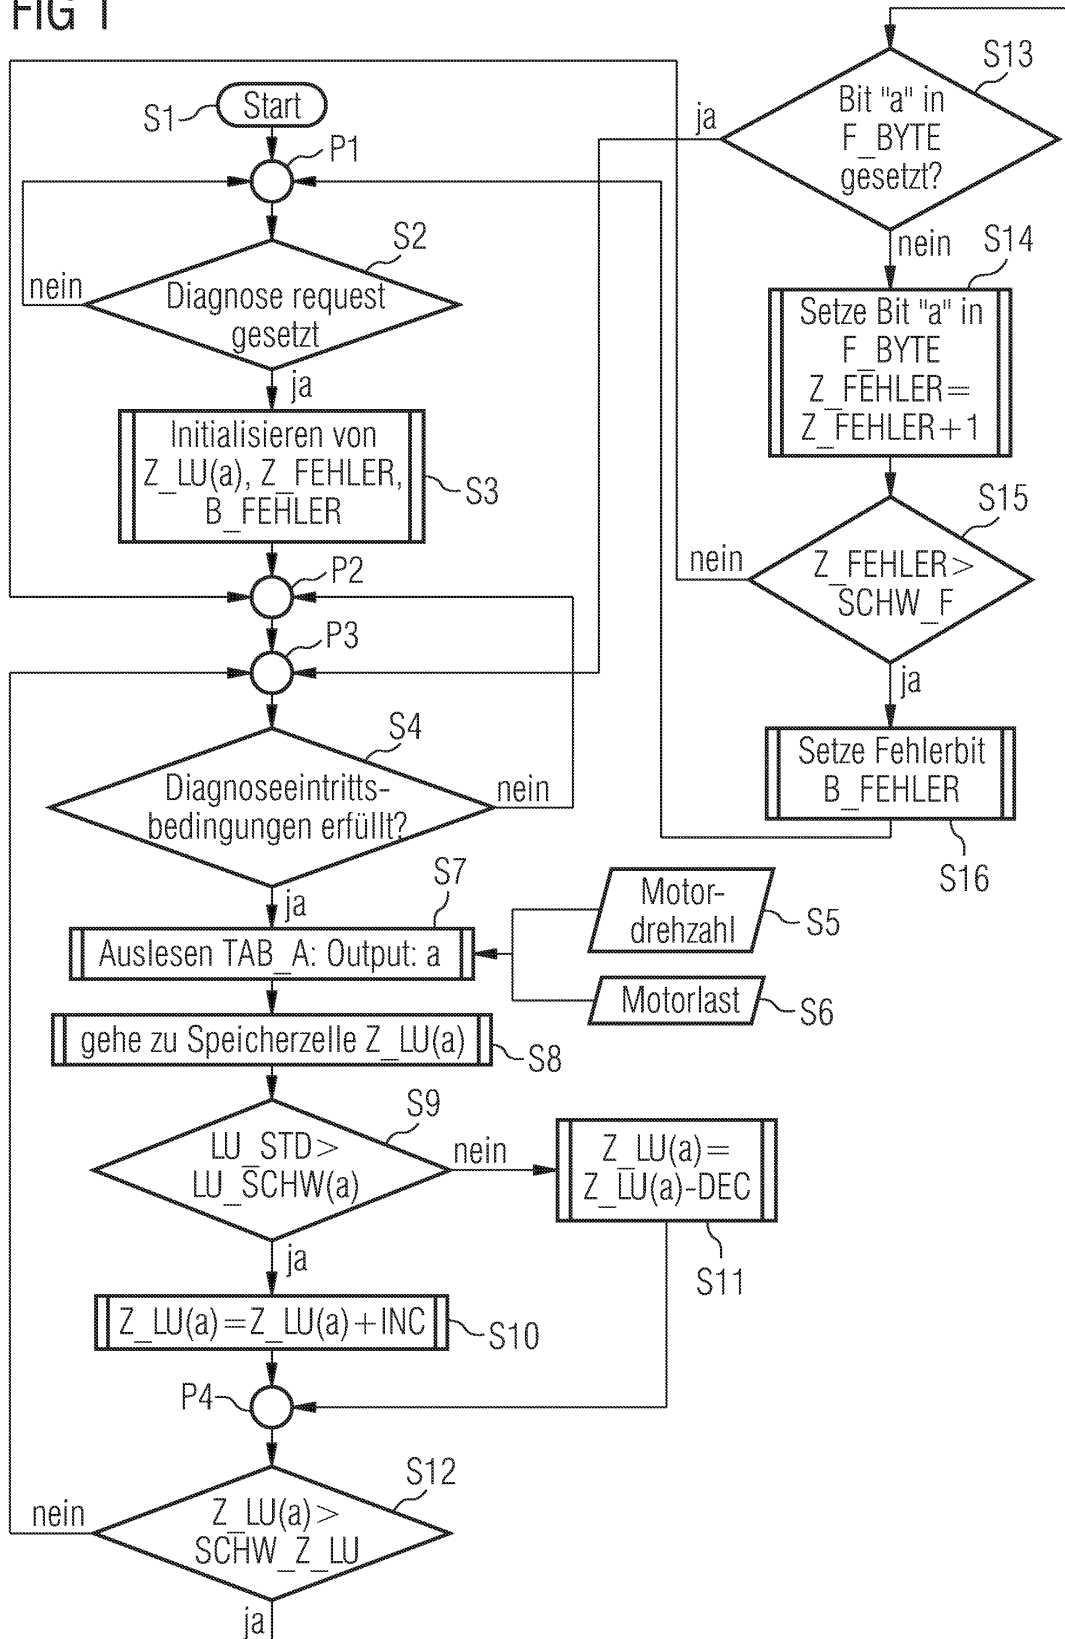 FIG 1
S1
Start
P1
S2
nein
Diagnose request
gesetzt
ja
Initialisieren von
Z_LU(a), Z_FEHLER,
B_FEHLER
S3
P2
P3
S4
Diagnoseeintritts-
bedingungen erfüllt?
nein
ja
S7
Auslesen TAB_A: Output: a
Motor-
drehzahl
S5
Motorlast
S6
gehe zu Speicherzelle Z_LU(a)
S8
S9
LU_STD>
LU_SCHW(a)
nein
Z_LU(a)=
Z_LU(a)-DEC
S11
ja
Z_LU(a)=Z_LU(a)+INC
S10
P4
S12
nein
Z_LU(a)>
SCHW_Z_LU
ja
S13
ja
Bit "a" in
F_BYTE
gesetzt?
nein
S14
Setze Bit "a" in
F_BYTE
Z_FEHLER=
Z_FEHLER+1
S15
nein
Z_FEHLER>
SCHW_F
ja
Setze Fehlerbit
B_FEHLER
S16